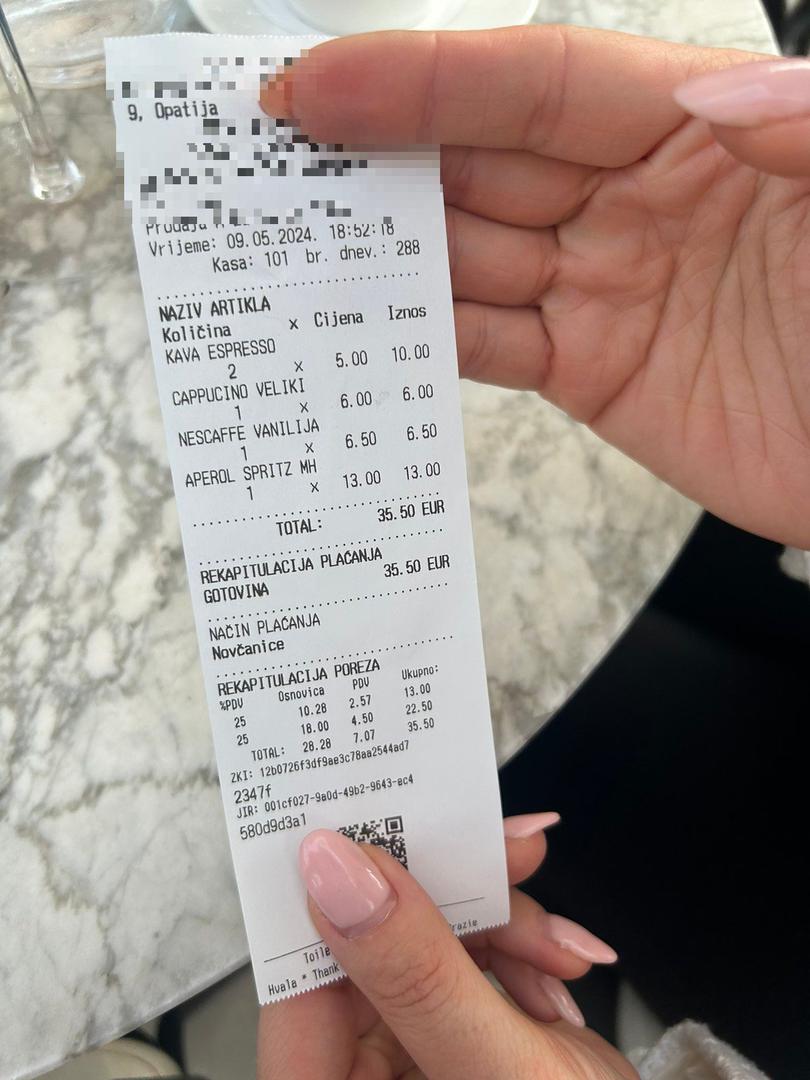 9, Opatija
Vrijeme: 09.05.2024. 18:52:18
Kasa: 101 br. dnev.: 288
NAZIV ARTIKLA
Količina x Cijena Iznos
KAVA ESPRESSO
2 x 5.00 10.00
CAPPUCINO VELIKI
1 x 6.00 6.00
NESCAFFE VANILIJA
1 x 6.50 6.50
APEROL SPRITZ MH
1 x 13.00 13.00
TOTAL: 35.50 EUR
REKAPITULACIJA PLAĆANJA
GOTOVINA 35.50 EUR
NAČIN PLAĆANJA
Novčanice
REKAPITULACIJA POREZA
%PDV Osnovica PDV Ukupno:
25 10.28 2.57 13.00
25 18.00 4.50 22.50
TOTAL: 28.28 7.07 35.50
ZKI: 12b0726f3df9ae3c78aa2544ad7
2347f
JIR: 001cf027-9a0d-49b2-9643-ac4
580d9d3a1
Hvala * Thank